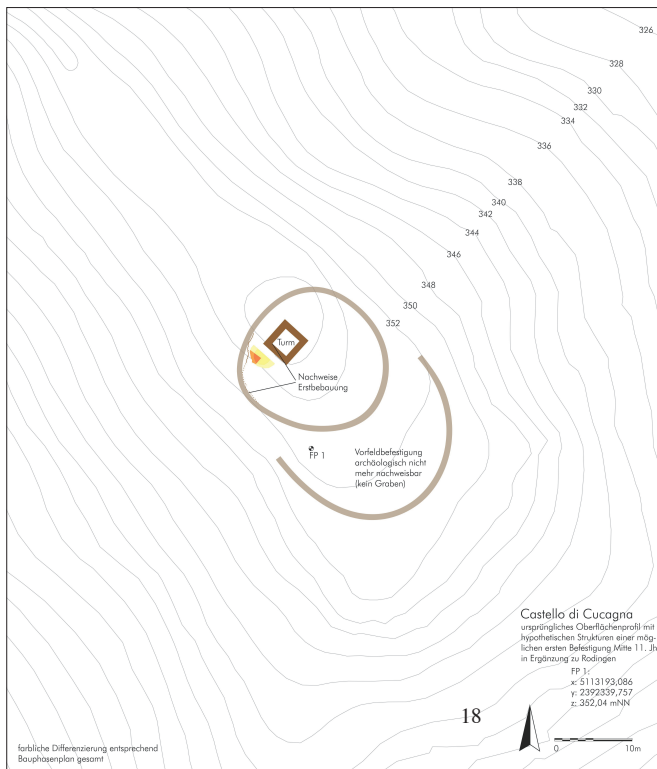 326
328
330
332
334
336
338
340
342
344
346
348
350
352
Turm
Nachweise
Erstbebauung
FP 1
Vorfeldbefestigung
archäologisch nicht
mehr nachweisbar
(kein Graben)
Castello di Cucagna
ursprüngliches Oberflächenprofil mit
hypothetischen Strukturen einer mög-
lichen ersten Befestigung Mitte 11. Jh
in Ergänzung zu Rodingen
FP 1:
x: 5113193,086
y: 2392339,757
z: 352,04 mNN
18
0 10m
farbliche Differenzierung entsprechend
Bauphasenplan gesamt